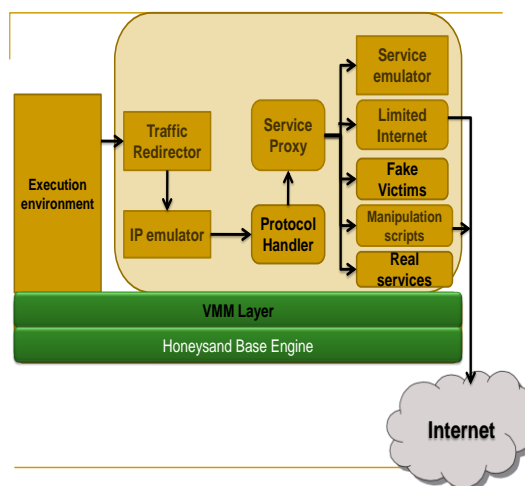 Service
emulator
Traffic
Redirector
Service
Proxy
Limited
Internet
Execution
environment
Fake
Victims
IP emulator
Protocol
Handler
Manipulation
scripts
Real
services
VMM Layer
Honeysand Base Engine
Internet